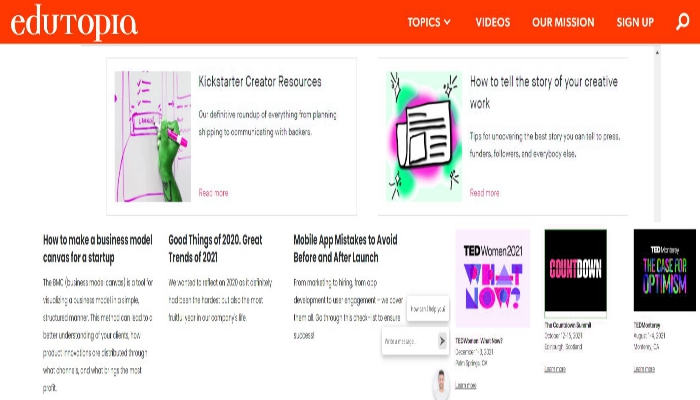 edutopia
TOPICS
VIDEOS
OUR MISSION
SIGN UP
Kickstarter Creator Resources
Our definitive roundup of everything from planning
shipping to communicating with backers.
Read more
How to tell the story of your creative
work
Tips for uncovering the best story you can tell to press,
funders, followers, and everybody else.
Read more
How to make a business model
canvas for a startup
The BMC (business model canvas) is a tool for
visualizing a business model in a simple,
structured manner. This method can lead to a
better understanding of your clients, how
product innovations are distributed through
what channels, and what brings the most
profit.
Good Things of 2020. Great
Trends of 2021
We wanted to reflect on 2020 as it definitely
had been the hardest but also the most
fruitful year in our company's life.
Mobile App Mistakes to Avoid
Before and After Launch
From marketing to hiring, from app
development to user engagement – we cover
them all. Go through this check-list to ensure
success!
How can I help you?
Write a message...
TEDWomen2021
WHAT
NOW?
TEDWomen: What Now?
December 1-3, 2021
Palm Springs, CA
Learn more
COUNTDOWN
The Countdown Summit
October 12-15, 2021
Edinburgh, Scotland
Learn more
TEDMonterey
THE CASE FOR
OPTIMISM
TEDMonterey
August 1-4, 2021
Monterey, CA
Learn more